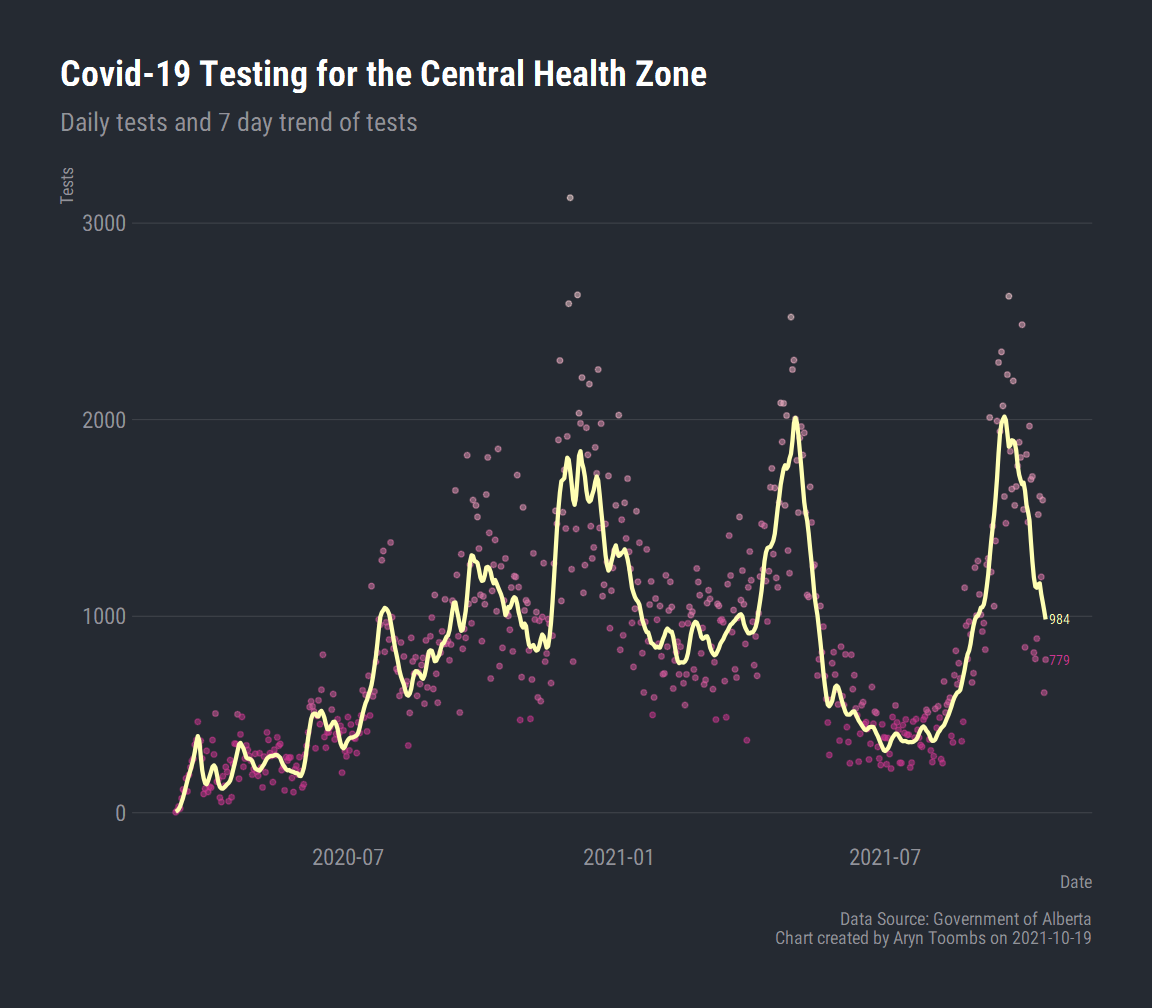 Covid-19 Testing for the Central Health Zone
Daily tests and 7 day trend of tests
Tests
3000
2000
1000
0
984
779
2020-07
2021-01
2021-07
Date
Data Source: Government of Alberta
Chart created by Aryn Toombs on 2021-10-19